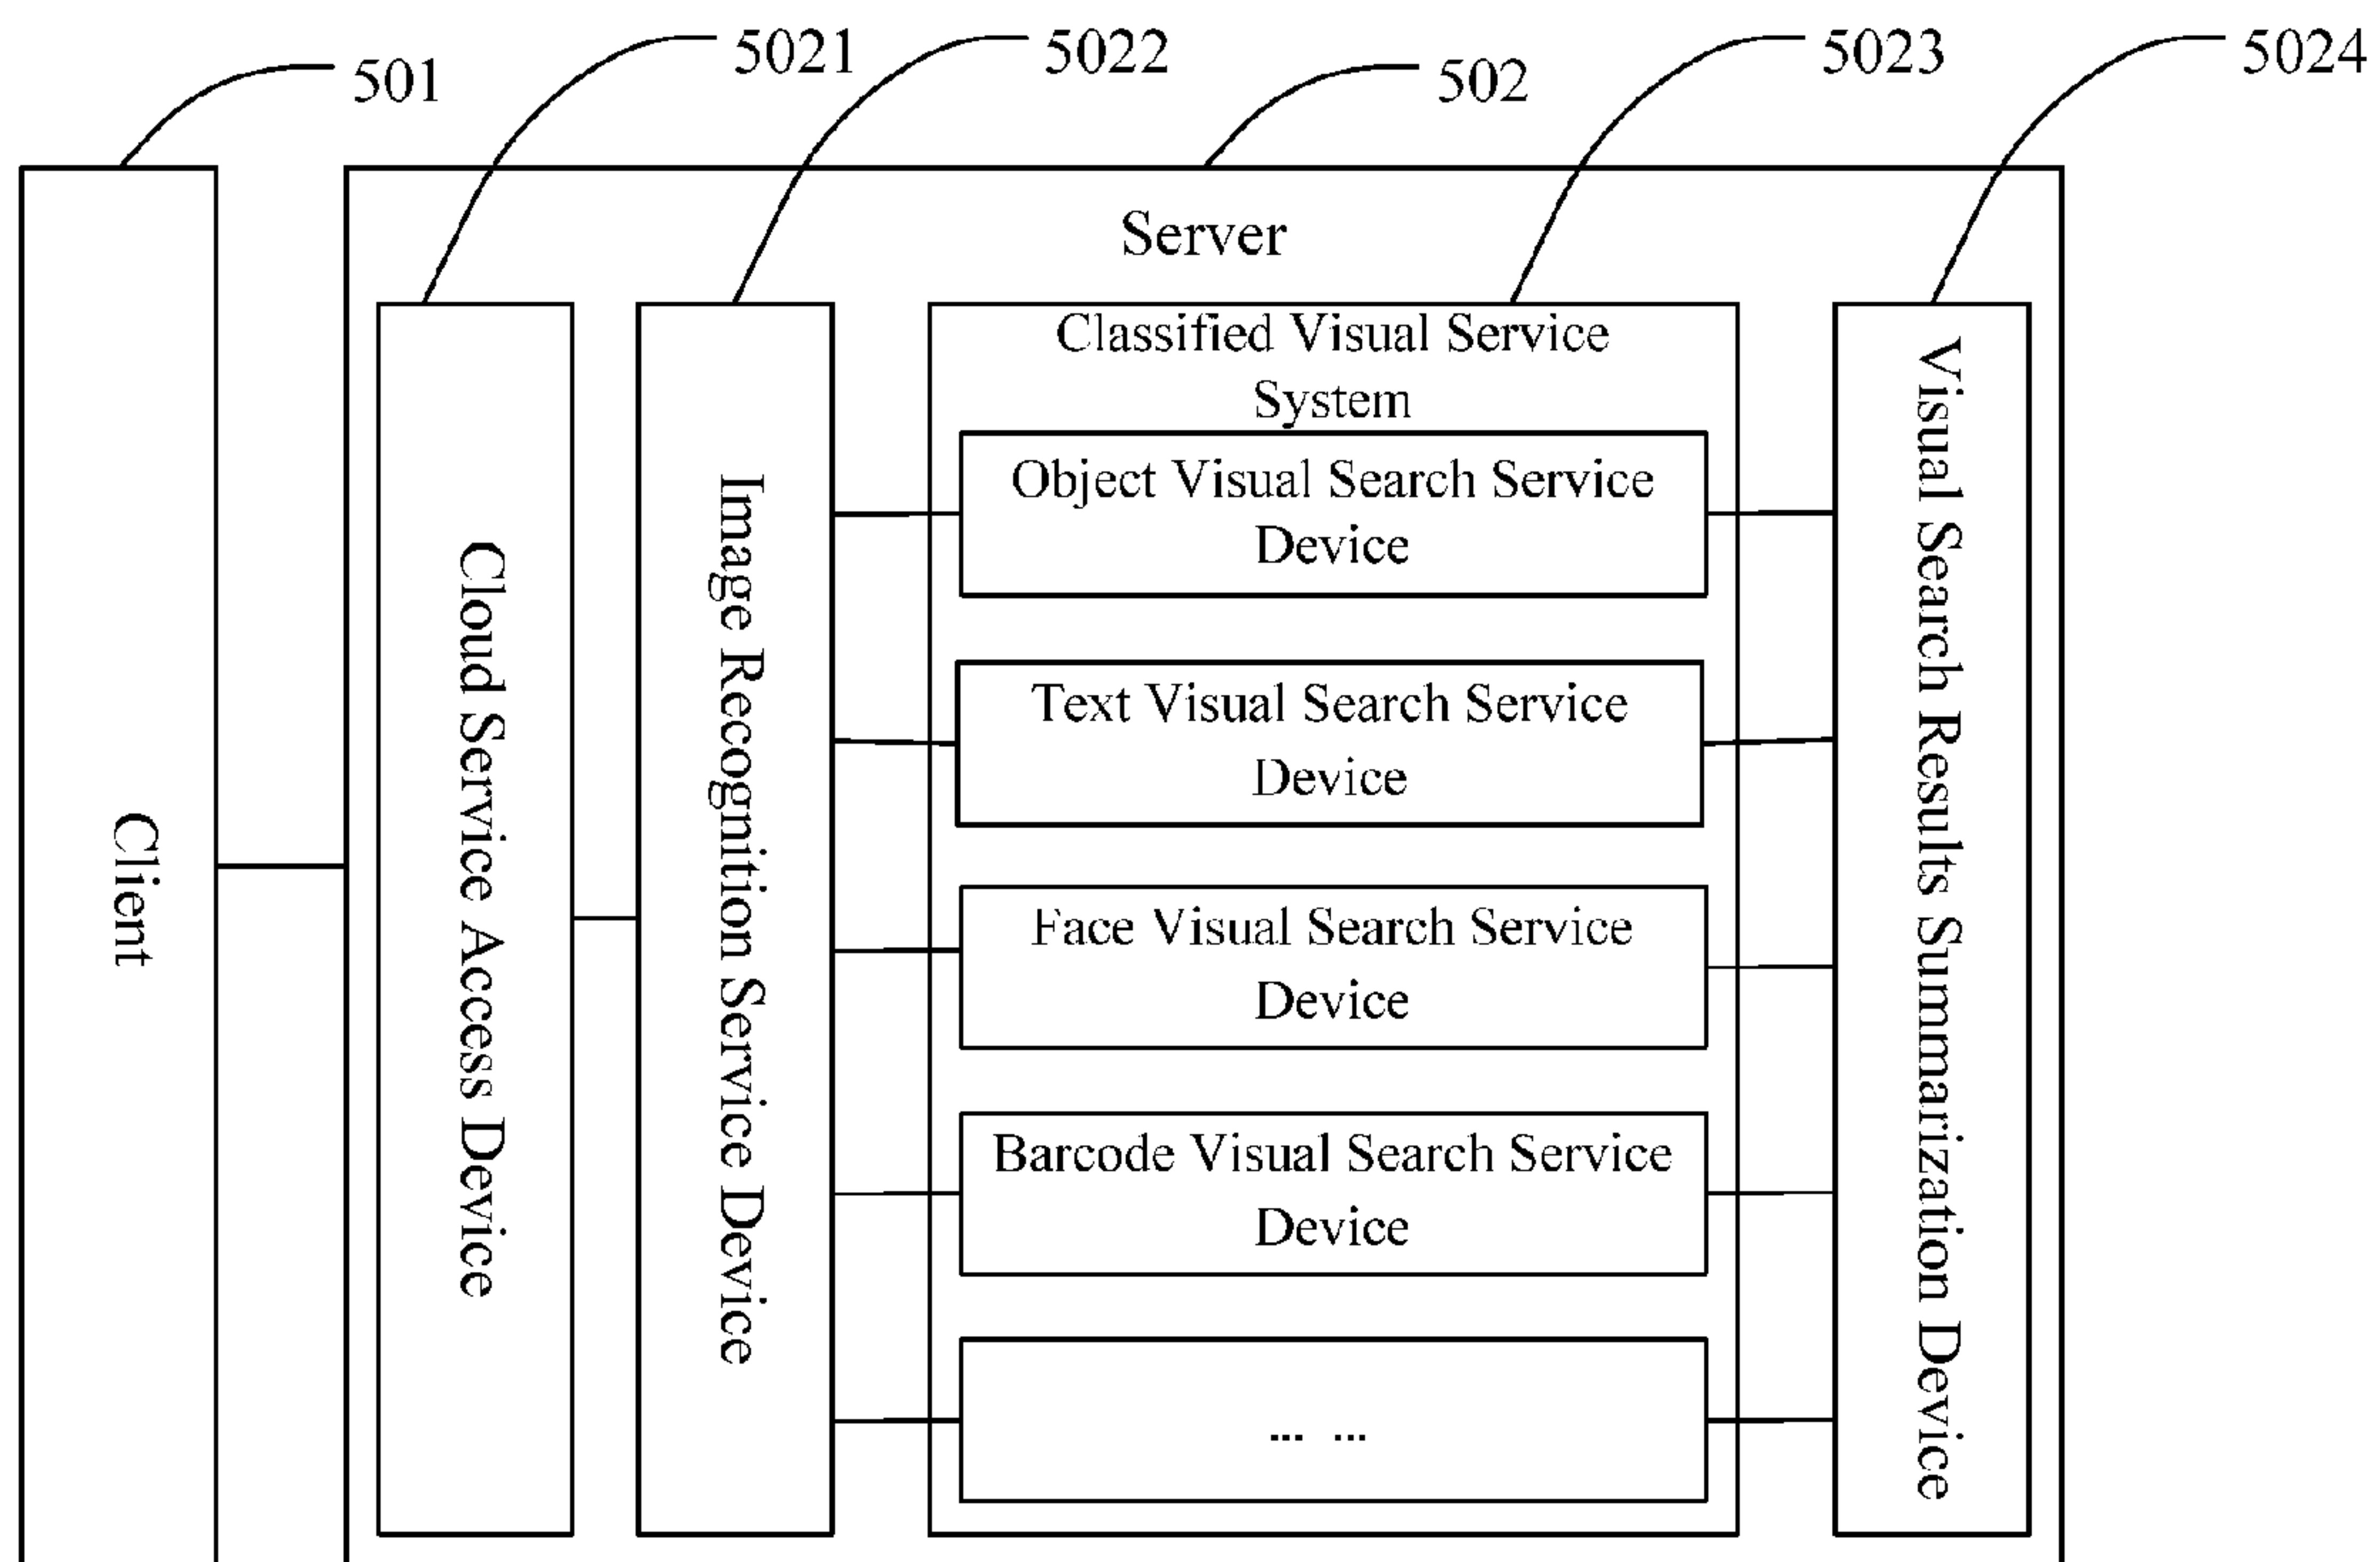 501
5021
5022
502
5023
5024
Server
Client
Cloud Service Access Device
Image Recognition Service Device
Classified Visual Service
System
Object Visual Search Service
Device
Text Visual Search Service
Device
Face Visual Search Service
Device
Barcode Visual Search Service
Device
... ...
Visual Search Results Summarization Device